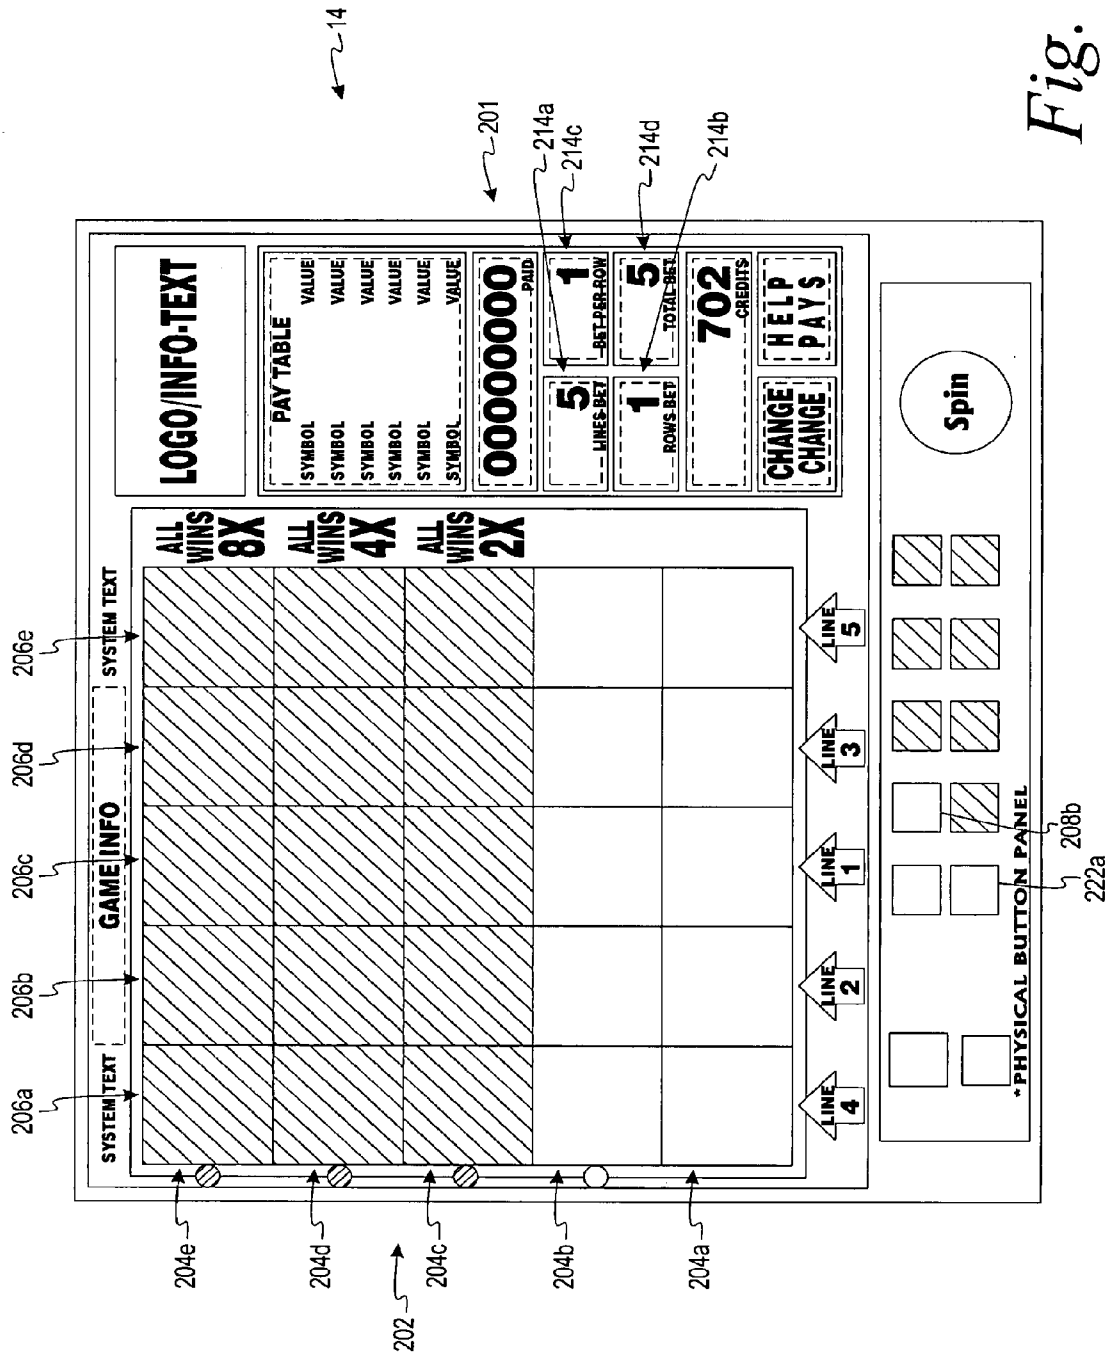 206a
206b
206c
206d
206e
14
201
214a
214c
214d
214b
SYSTEM TEXT
GAME INFO
SYSTEM TEXT
LOGO/INFO-TEXT
ALL WINS 8X
ALL WINS 4X
ALL WINS 2X
PAY TABLE
SYMBOL VALUE
SYMBOL VALUE
SYMBOL VALUE
SYMBOL VALUE
SYMBOL VALUE
SYMBOL VALUE
00000000
PAID
5
LINES-BET
1
BET-PER-ROW
1
ROWS-BET
5
TOTAL-BET
702
CREDITS
CHANGE
CHANGE
HELP
PAYS
204e
204d
204c
204b
204a
202
LINE 4
LINE 2
LINE 1
LINE 3
LINE 5
Spin
*PHYSICAL BUTTON PANEL
222a
208b
Fig.